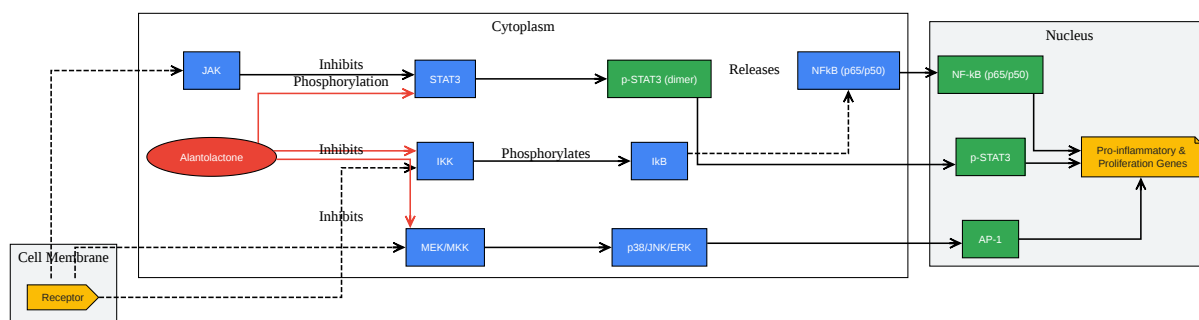 Cytoplasm
Nucleus
JAK
Inhibits
Phosphorylation
STAT3
p-STAT3 (dimer)
Releases
NFkB (p65/p50)
NF-kB (p65/p50)
Alantolactone
Inhibits
IKK
Phosphorylates
IkB
p-STAT3
Pro-inflammatory &
Proliferation Genes
Inhibits
MEK/MKK
p38/JNK/ERK
AP-1
Cell Membrane
Receptor